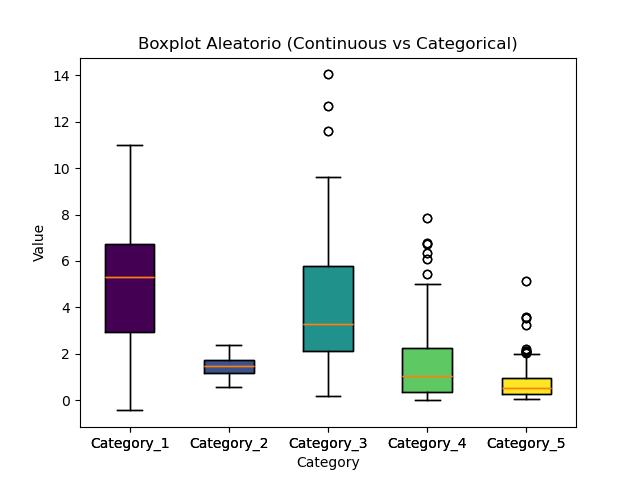 Boxplot Aleatorio (Continuous vs Categorical)
14
12
10
8
6
4
2
0
Value
Category_1 Category_2 Category_3 Category_4 Category_5
Category